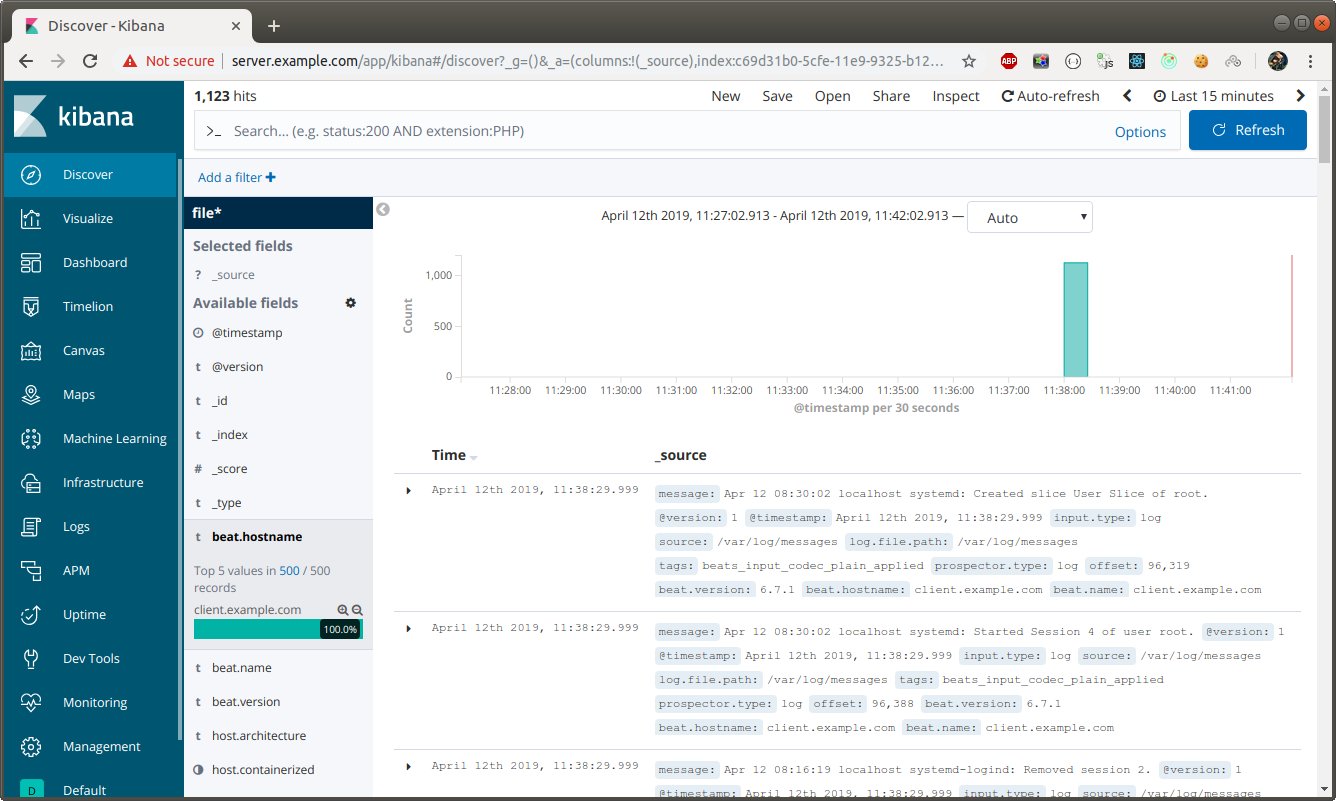 Discover - Kibana
Not secure
server.example.com/app/kibana#/discover?_g=()&_a=(columns:!(_source),index:c69d31b0-5cfe-11e9-9325-b12...
ABP
js
kibana
Discover
Visualize
Dashboard
Timelion
Canvas
Maps
Machine Learning
Infrastructure
Logs
APM
Uptime
Dev Tools
Monitoring
Management
D Default
1,123 hits
New Save Open Share Inspect Auto-refresh Last 15 minutes
>_ Search... (e.g. status:200 AND extension:PHP) Options Refresh
Add a filter +
file*
Selected fields
? _source
Available fields
@timestamp
t @version
t _id
t _index
# _score
t _type
t beat.hostname
Top 5 values in 500 / 500
records
client.example.com
100.0%
t beat.name
t beat.version
t host.architecture
host.containerized
April 12th 2019, 11:27:02.913 - April 12th 2019, 11:42:02.913 — Auto
Count
1,000
500
0
11:28:00 11:29:00 11:30:00 11:31:00 11:32:00 11:33:00 11:34:00 11:35:00 11:36:00 11:37:00 11:38:00 11:39:00 11:40:00 11:41:00
@timestamp per 30 seconds
Time _source
April 12th 2019, 11:38:29.999 message: Apr 12 08:30:02 localhost systemd: Created slice User Slice of root.
@version: 1 @timestamp: April 12th 2019, 11:38:29.999 input.type: log
source: /var/log/messages log.file.path: /var/log/messages
tags: beats_input_codec_plain_applied prospector.type: log offset: 96,319
beat.version: 6.7.1 beat.hostname: client.example.com beat.name: client.example.com
April 12th 2019, 11:38:29.999 message: Apr 12 08:30:02 localhost systemd: Started Session 4 of user root. @version: 1
@timestamp: April 12th 2019, 11:38:29.999 input.type: log source: /var/log/messages
log.file.path: /var/log/messages tags: beats_input_codec_plain_applied
prospector.type: log offset: 96,388 beat.version: 6.7.1
beat.hostname: client.example.com beat.name: client.example.com
April 12th 2019, 11:38:29.999 message: Apr 12 08:16:19 localhost systemd-logind: Removed session 2. @version: 1
@timestamp: April 12th 2019, 11:38:29.999 input.type: log source: /var/log/messages